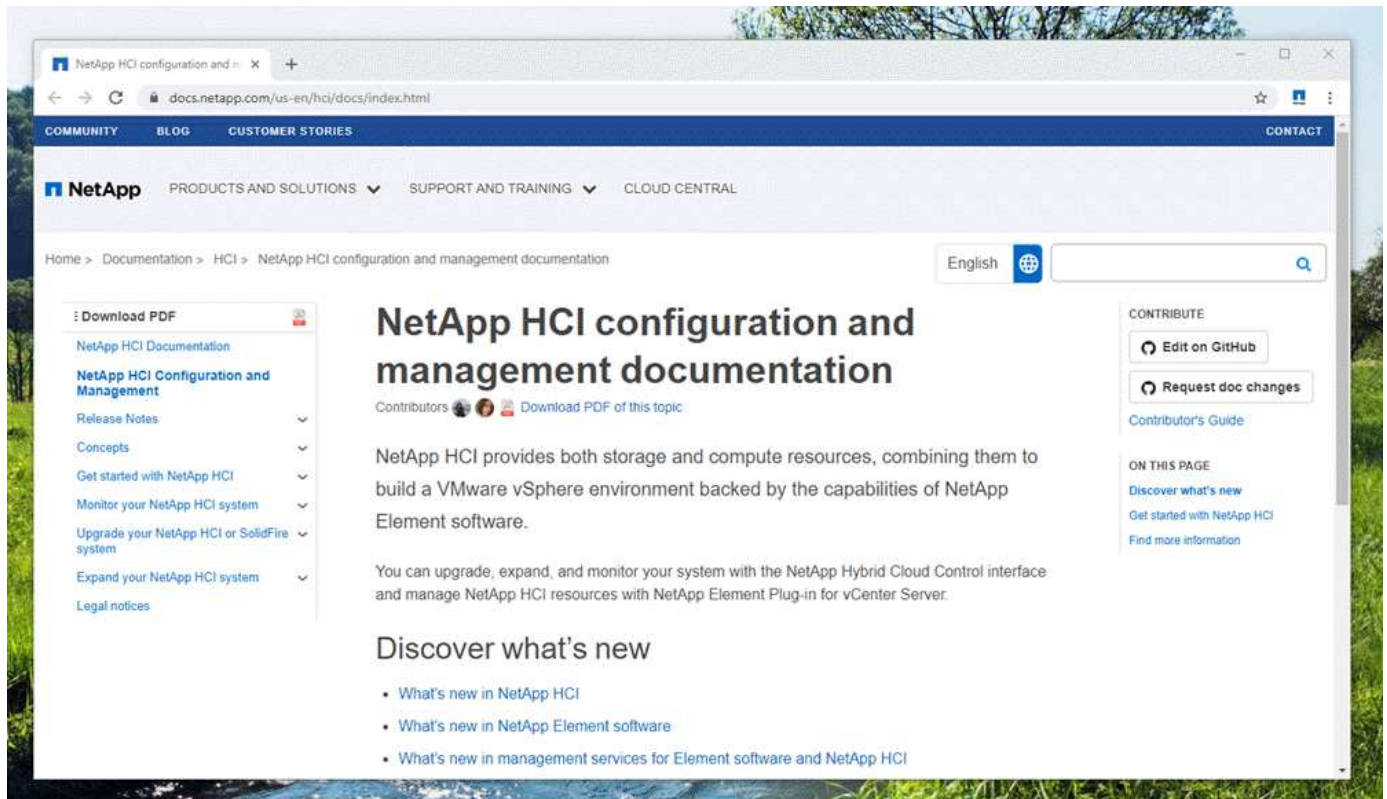 NetApp HCI configuration and n
docs.netapp.com/us-en/hci/docs/index.html
COMMUNITY BLOG CUSTOMER STORIES CONTACT
NetApp PRODUCTS AND SOLUTIONS SUPPORT AND TRAINING CLOUD CENTRAL
Home > Documentation > HCI > NetApp HCI configuration and management documentation
English
Download PDF
NetApp HCI Documentation
NetApp HCI Configuration and
Management
Release Notes
Concepts
Get started with NetApp HCI
Monitor your NetApp HCI system
Upgrade your NetApp HCI or SolidFire
system
Expand your NetApp HCI system
Legal notices
NetApp HCI configuration and
management documentation
Contributors Download PDF of this topic
NetApp HCI provides both storage and compute resources, combining them to
build a VMware vSphere environment backed by the capabilities of NetApp
Element software.
You can upgrade, expand, and monitor your system with the NetApp Hybrid Cloud Control interface
and manage NetApp HCI resources with NetApp Element Plug-in for vCenter Server.
Discover what's new
• What's new in NetApp HCI
• What's new in NetApp Element software
• What's new in management services for Element software and NetApp HCI
CONTRIBUTE
Edit on GitHub
Request doc changes
Contributor's Guide
ON THIS PAGE
Discover what's new
Get started with NetApp HCI
Find more information